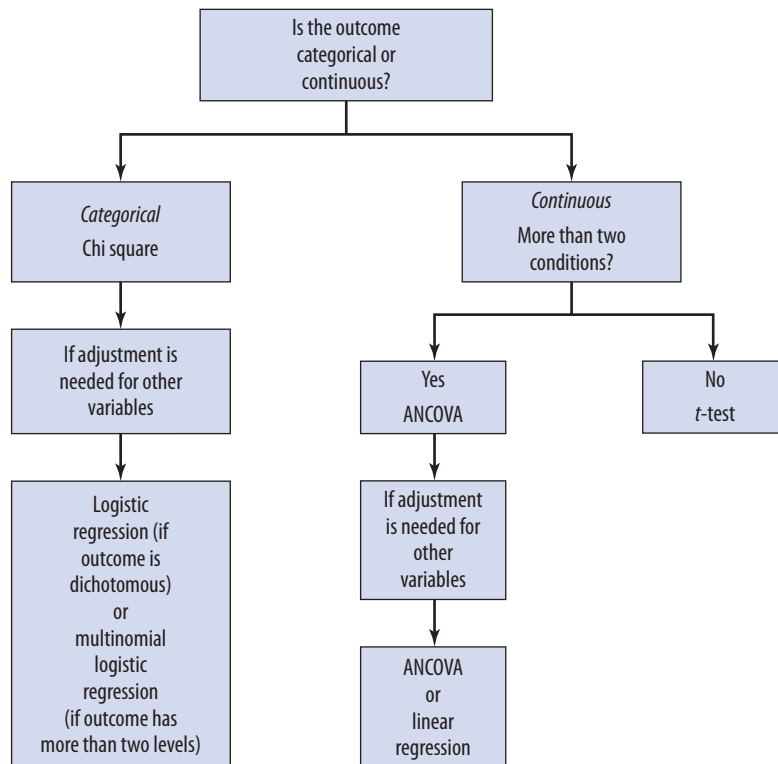 Is the outcome
categorical or
continuous?
Categorical
Chi square
Continuous
More than two
conditions?
If adjustment is
needed for other
variables
Yes
ANCOVA
No
t-test
Logistic
regression (if
outcome is
dichotomous)
or
multinomial
logistic
regression
(if outcome has
more than two levels)
If adjustment
is needed for
other
variables
ANCOVA
or
linear
regression